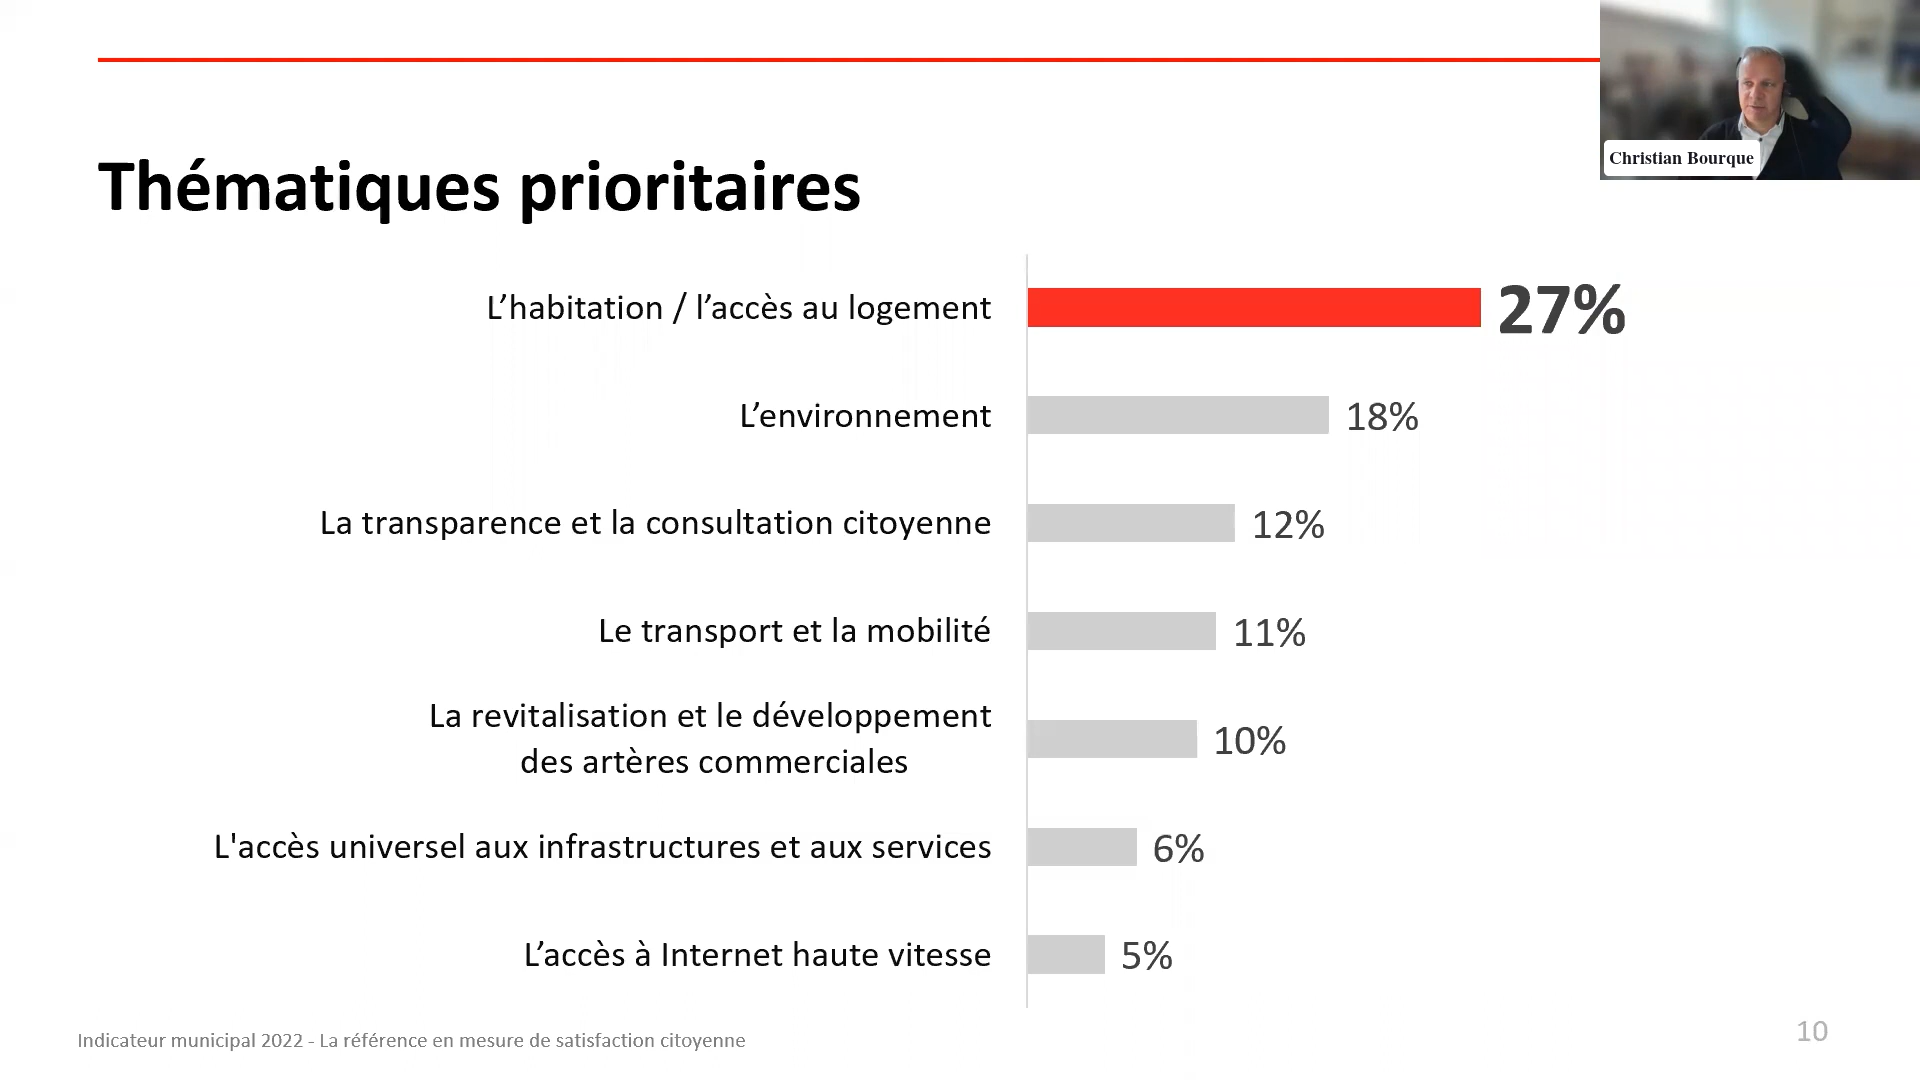 Christian Bourque
Thématiques prioritaires
L’habitation / l’accès au logement 27%
L’environnement 18%
La transparence et la consultation citoyenne 12%
Le transport et la mobilité 11%
La revitalisation et le développement
des artères commerciales 10%
L'accès universel aux infrastructures et aux services 6%
L’accès à Internet haute vitesse 5%
Indicateur municipal 2022 - La référence en mesure de satisfaction citoyenne
10